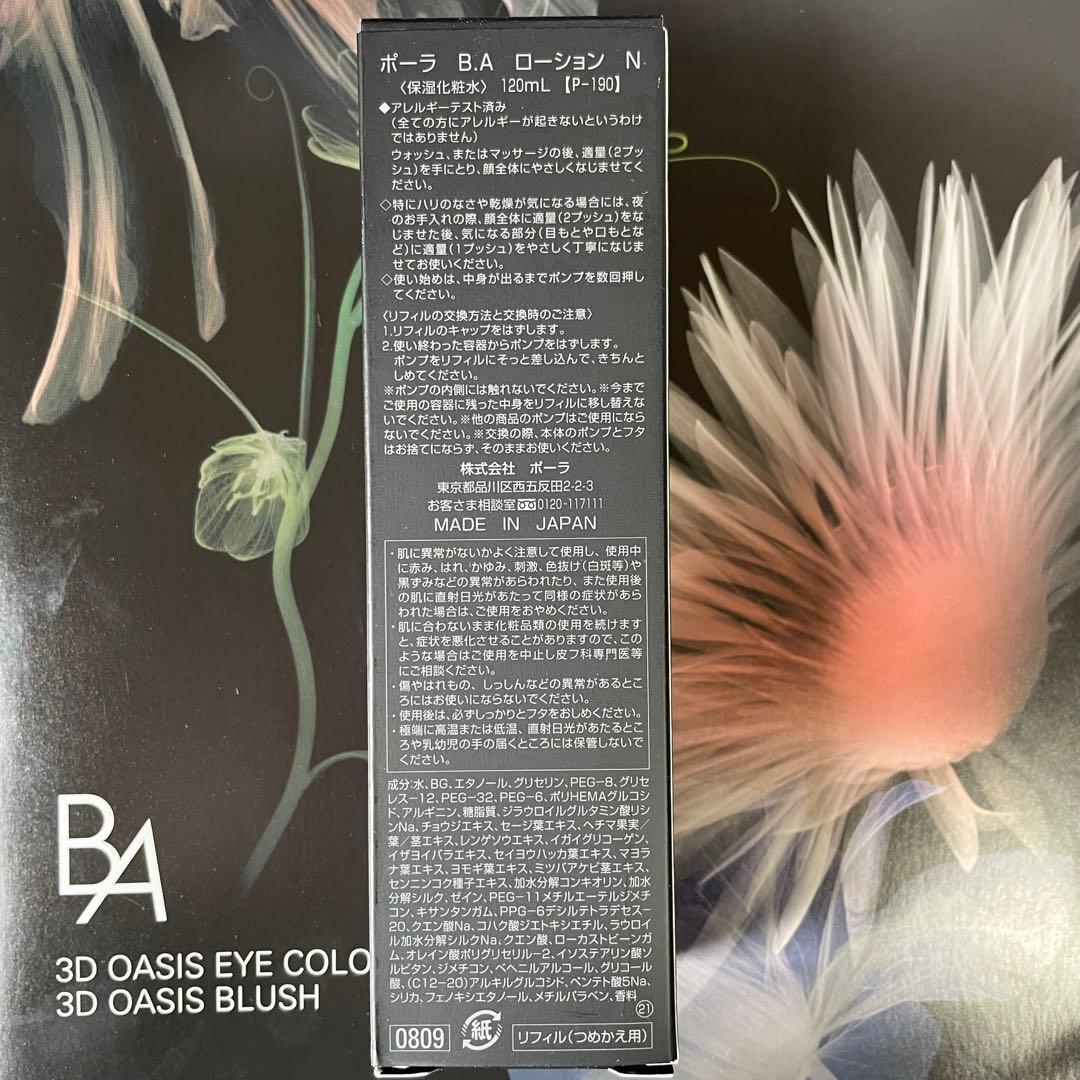 ポーラ B.A ローション N
〈保湿化粧水〉 120mL 【P-190】
◆アレルギーテスト済み
(全ての方にアレルギーが起きないというわけ
ではありません)
ウォッシュ、またはマッサージの後、適量(2プッ
シュ)を手にとり、顔全体にやさしくなじませてく
ださい。
◇特にハリのなさや乾燥が気になる場合には、夜
のお手入れの際、顔全体に適量(2プッシュ)をな
じませた後、気になる部分(目もとや口もとな
ど)に適量(1プッシュ)をやさしく丁寧になじま
せてお使いください。
◇使い始めは、中身が出るまでポンプを数回押し
てください。
〈リフィルの交換方法と交換時のご注意〉
1.リフィルのキャップをはずします。
2.使い終わった容器からポンプをはずします。
ポンプをリフィルにそっと差し込んで、きちんと
しめてください。
※ポンプの内側には触れないでください。※今まで
ご使用の容器に残った中身をリフィルに移し替えな
いでください。※他の商品のポンプはご使用になら
ないでください。※交換の際、本体のポンプとフタ
はお捨てにならず、そのままお使いください。
株式会社 ポーラ
東京都品川区西五反田2-2-3
お客さま相談室 0120-117111
MADE IN JAPAN
・肌に異常がないかよく注意して使用し、使用中
に赤み、はれ、かゆみ、刺激、色抜け(白斑等)や
黒ずみなどの異常があらわれたり、また使用後
の肌に直射日光があたって同様の症状があら
われた場合は、ご使用をおやめください。
・肌に合わないまま化粧品類の使用を続けます
と、症状を悪化させることがありますので、この
ような場合はご使用を中止し皮フ科専門医等
にご相談ください。
・傷やはれもの、しっしんなどの異常があるとこ
ろにはお使いにならないでください。
・使用後は、必ずしっかりとフタをおしめください。
・極端に高温または低温、直射日光があたるとこ
ろや乳幼児の手の届くところには保管しないで
ください。
成分:水、BG、エタノール、グリセリン、PEG-8、グリセ
レス-12、PEG-32、PEG-6、ポリHEMAグルコシ
ド、アルギニン、糖脂質、ジラウロイルグルタミン酸リシ
ンNa、チョウジエキス、セージ葉エキス、ヘチマ果実/
葉/茎エキス、レンゲソウエキス、イガイグリコーゲン、
イザヨイバラエキス、セイヨウハッカ葉エキス、マヨラ
ナ葉エキス、ヨモギ葉エキス、ミツバアケビ茎エキス、
センニンコク種子エキス、加水分解コンキオリン、加水
分解シルク、ゼイン、PEG-11メチルエーテルジメチ
コン、キサンタンガム、PPG-6デシルテトラデセス-
20、クエン酸Na、コハク酸ジエトキシエチル、ラウロイ
ル加水分解シルクNa、クエン酸、ローカストビーンガ
ム、オレイン酸ポリグリセリル-2、イソステアリン酸ソ
ルビタン、ジメチコン、ベヘニルアルコール、グリコール
酸、(C12-20)アルキルグルコシド、ペンテト酸5Na、
シリカ、フェノキシエタノール、メチルパラベン、香料
21
0809 紙 リフィル(つめかえ用)
BA
3D OASIS EYE COLO
3D OASIS BLUSH